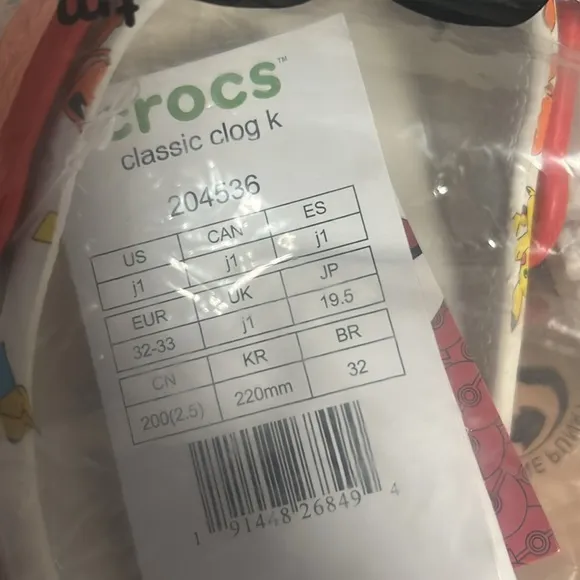 crocs™
classic clog k
204536
US CAN ES
j1 j1 j1
EUR UK JP
32-33 j1 19.5
CN KR BR
200(2.5) 220mm 32
1 91448 26849 4